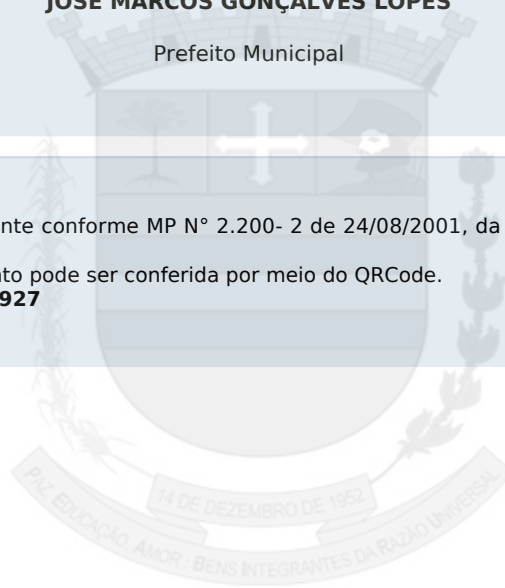 JOSÉ MARCOS GONÇALVES LOPES
Prefeito Municipal
nte conforme MP N° 2.200- 2 de 24/08/2001, da
nto pode ser conferida por meio do QRCode.
927
14 DE DEZEMBRO DE 1952
PAZ, EDUCAÇÃO, AMOR : BENS INTEGRANTES DA RAZÃO UNIVERSAL